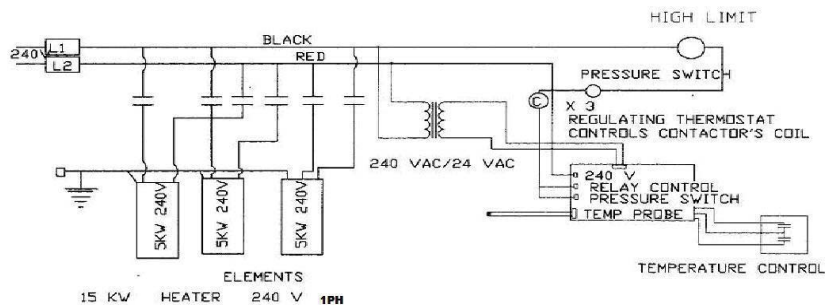 HIGH LIMIT
L1
BLACK
240V
L2
RED
PRESSURE SWITCH
C
X 3
REGULATING THERMOSTAT
CONTROLS CONTACTOR'S COIL
240 VAC/24 VAC
240 V
RELAY CONTROL
PRESSURE SWITCH
TEMP PROBE
5KW 240V
5KW 240V
5KW 240V
TEMPERATURE CONTROL
ELEMENTS
15 KW HEATER 240 V 1PH